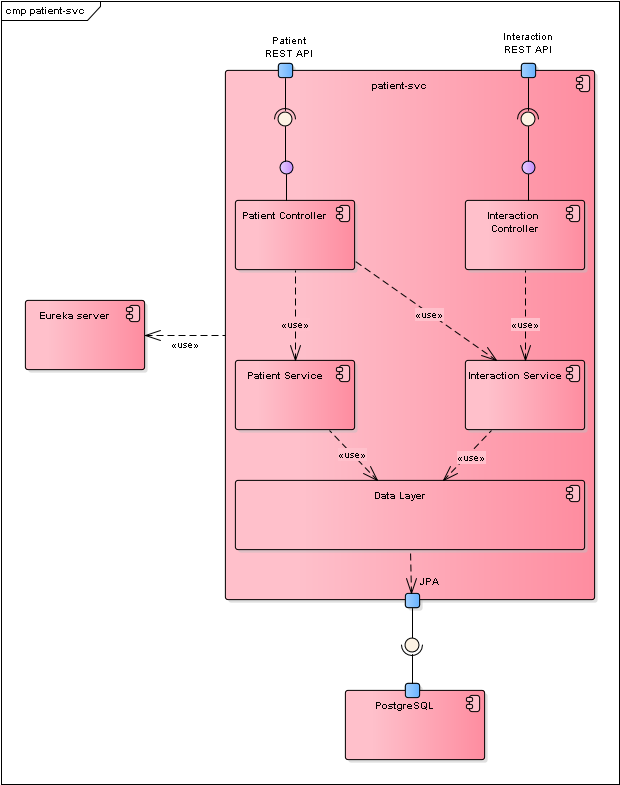 cmp patient-svc
Patient
REST API
Interaction
REST API
patient-svc
Patient Controller
Interaction
Controller
Eureka server
«use»
«use»
«use»
«use»
Patient Service
Interaction Service
«use»
«use»
Data Layer
JPA
PostgreSQL